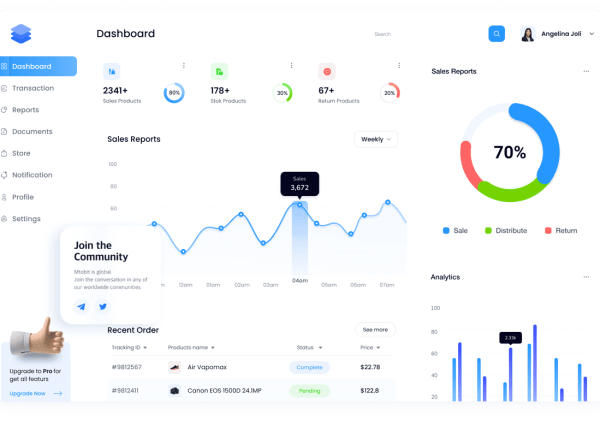 Dashboard
Search
Angelina Joli
Dashboard
Transaction
Reports
Documents
Store
Notification
Profile
Settings
2341+
Sales Products
80%
178+
Stok Products
30%
67+
Return Products
20%
Sales Reports
Weekly
100
80
60
Sales
3,672
12am
01am
02am
03am
04am
05am
06am
07am
Join the
Community
is global
Join the conversation in any of
our worldwide communities
Upgrade to Pro for
get all featurs
Upgrade Now
Recent Order
See more
Tracking ID
Products name
Status
Price
#9812567
Air Vapomax
Complete
$22.78
#9812411
Canon EOS 1500D 24.1MP
Pending
$122.8
Sales Reports
70%
Sale
Distribute
Return
Analytics
100
80
60
40
20